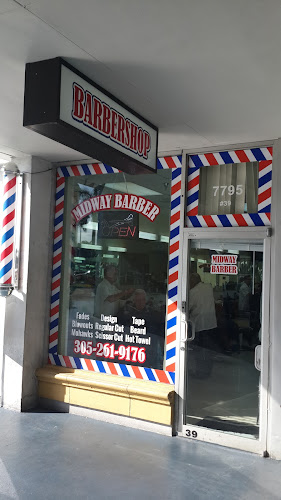 BARBERSHOP
7795
#39
MIDWAY BARBER
OPEN
MIDWAY
BARBER
Fades Design Tape
Blowouts Regular Cut Beard
Mohawks Scissor Cut Hot Towel
305-261-9176
39